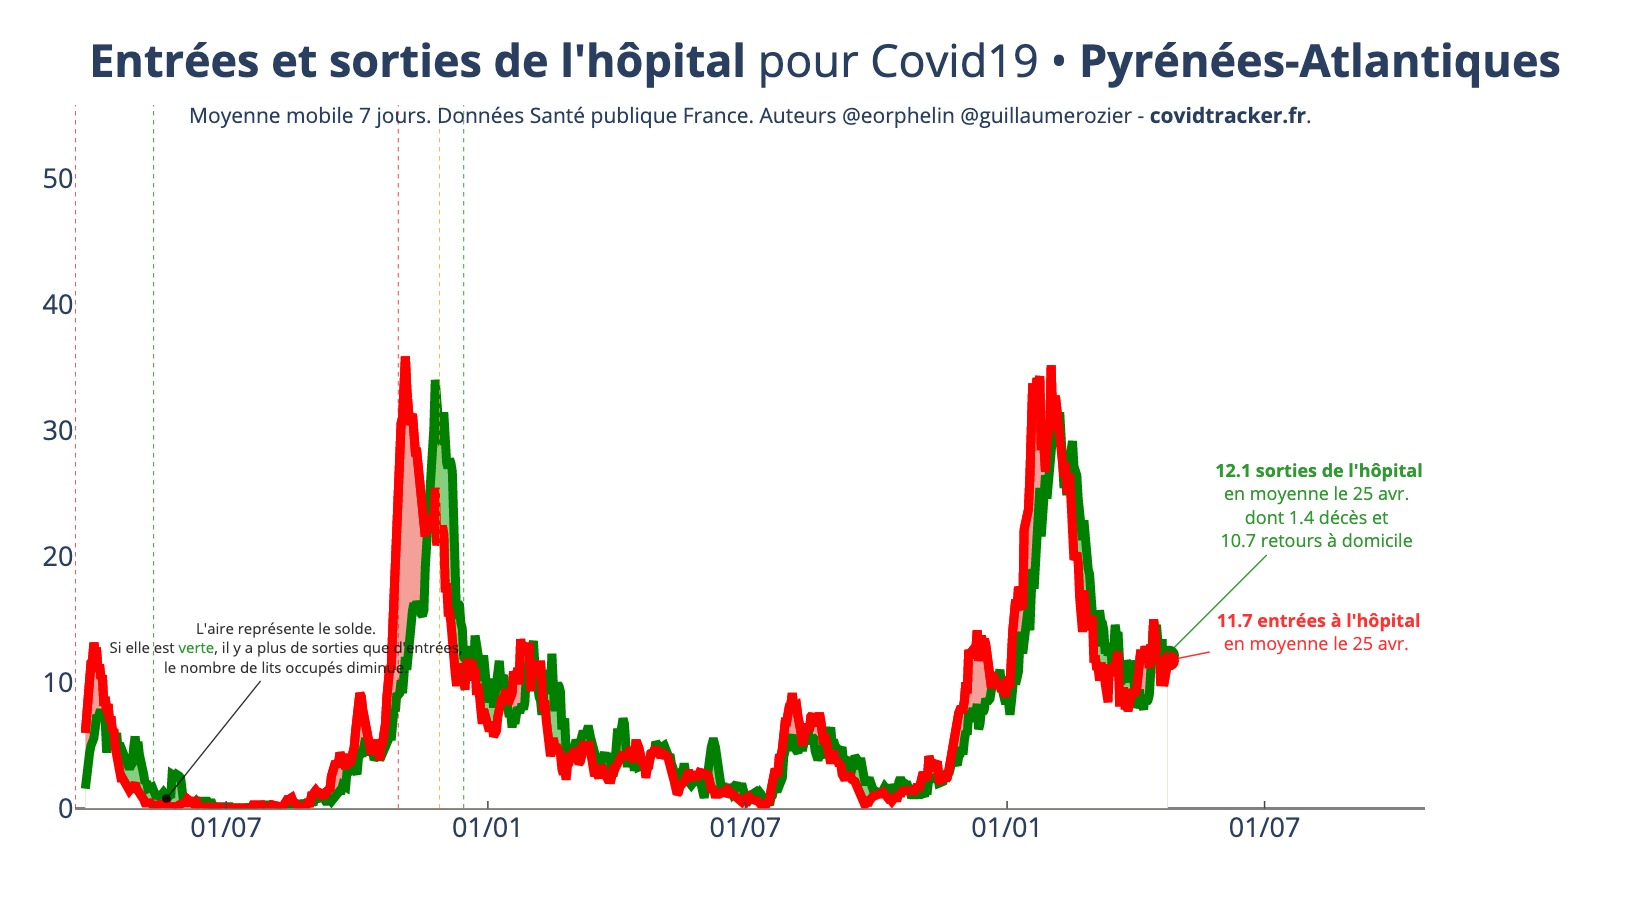 Entrées et sorties de l'hôpital pour Covid19 • Pyrénées-Atlantiques
Moyenne mobile 7 jours. Données Santé publique France. Auteurs @eorphelin @guillaumerozier - covidtracker.fr.
50
40
30
20
10
0
12.1 sorties de l'hôpital
en moyenne le 25 avr.
dont 1.4 décès et
10.7 retours à domicile
11.7 entrées à l'hôpital
en moyenne le 25 avr.
L'aire représente le solde.
Si elle est verte, il y a plus de sorties que d'entrées,
le nombre de lits occupés diminue.
01/07
01/01
01/07
01/01
01/07